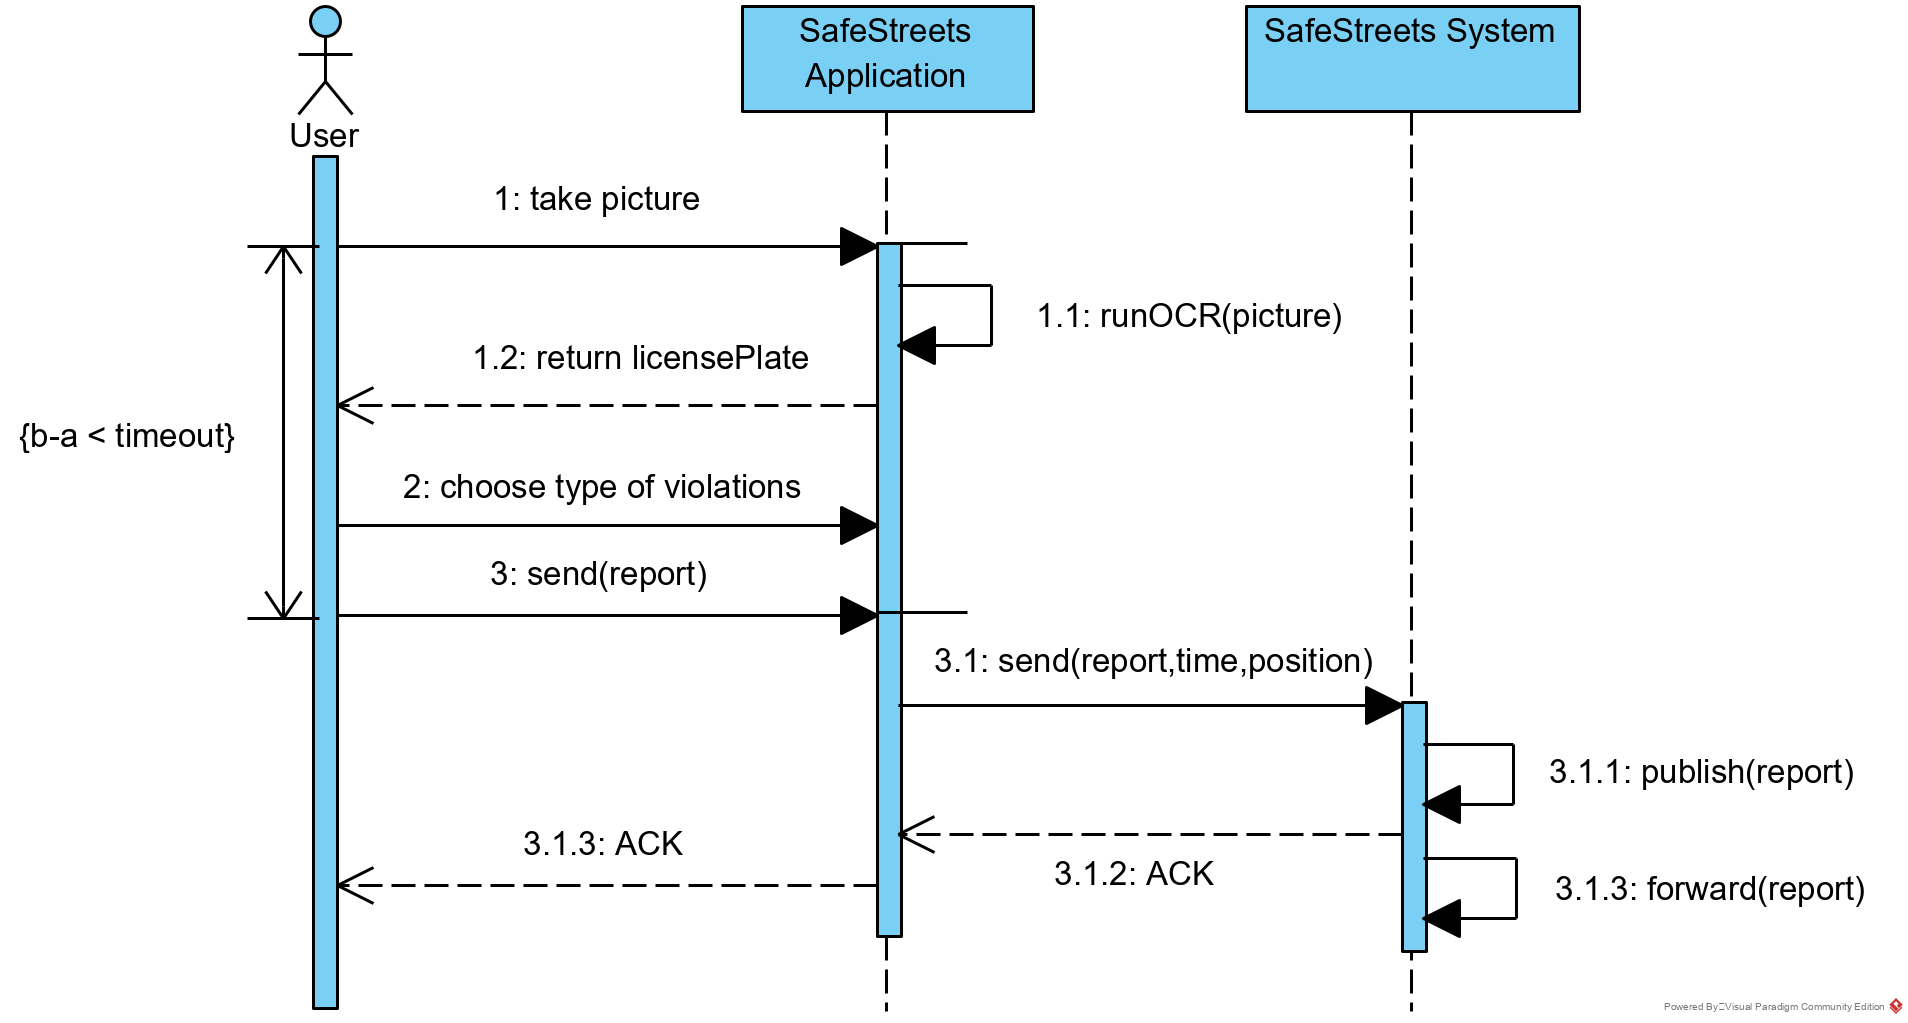 SafeStreets
Application
SafeStreets System
User
1: take picture
1.1: runOCR(picture)
1.2: return licensePlate
{b-a < timeout}
2: choose type of violations
3: send(report)
3.1: send(report,time,position)
3.1.1: publish(report)
3.1.3: ACK
3.1.2: ACK
3.1.3: forward(report)
Powered By Visual Paradigm Community Edition